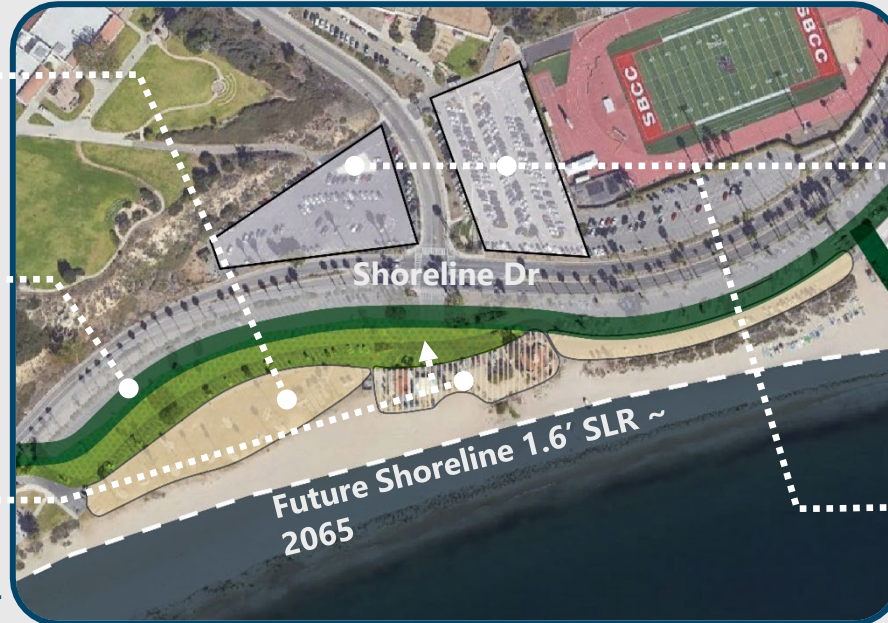 SBCC
SBCC
Shoreline Dr
Future Shoreline 1.6’ SLR ~
2065